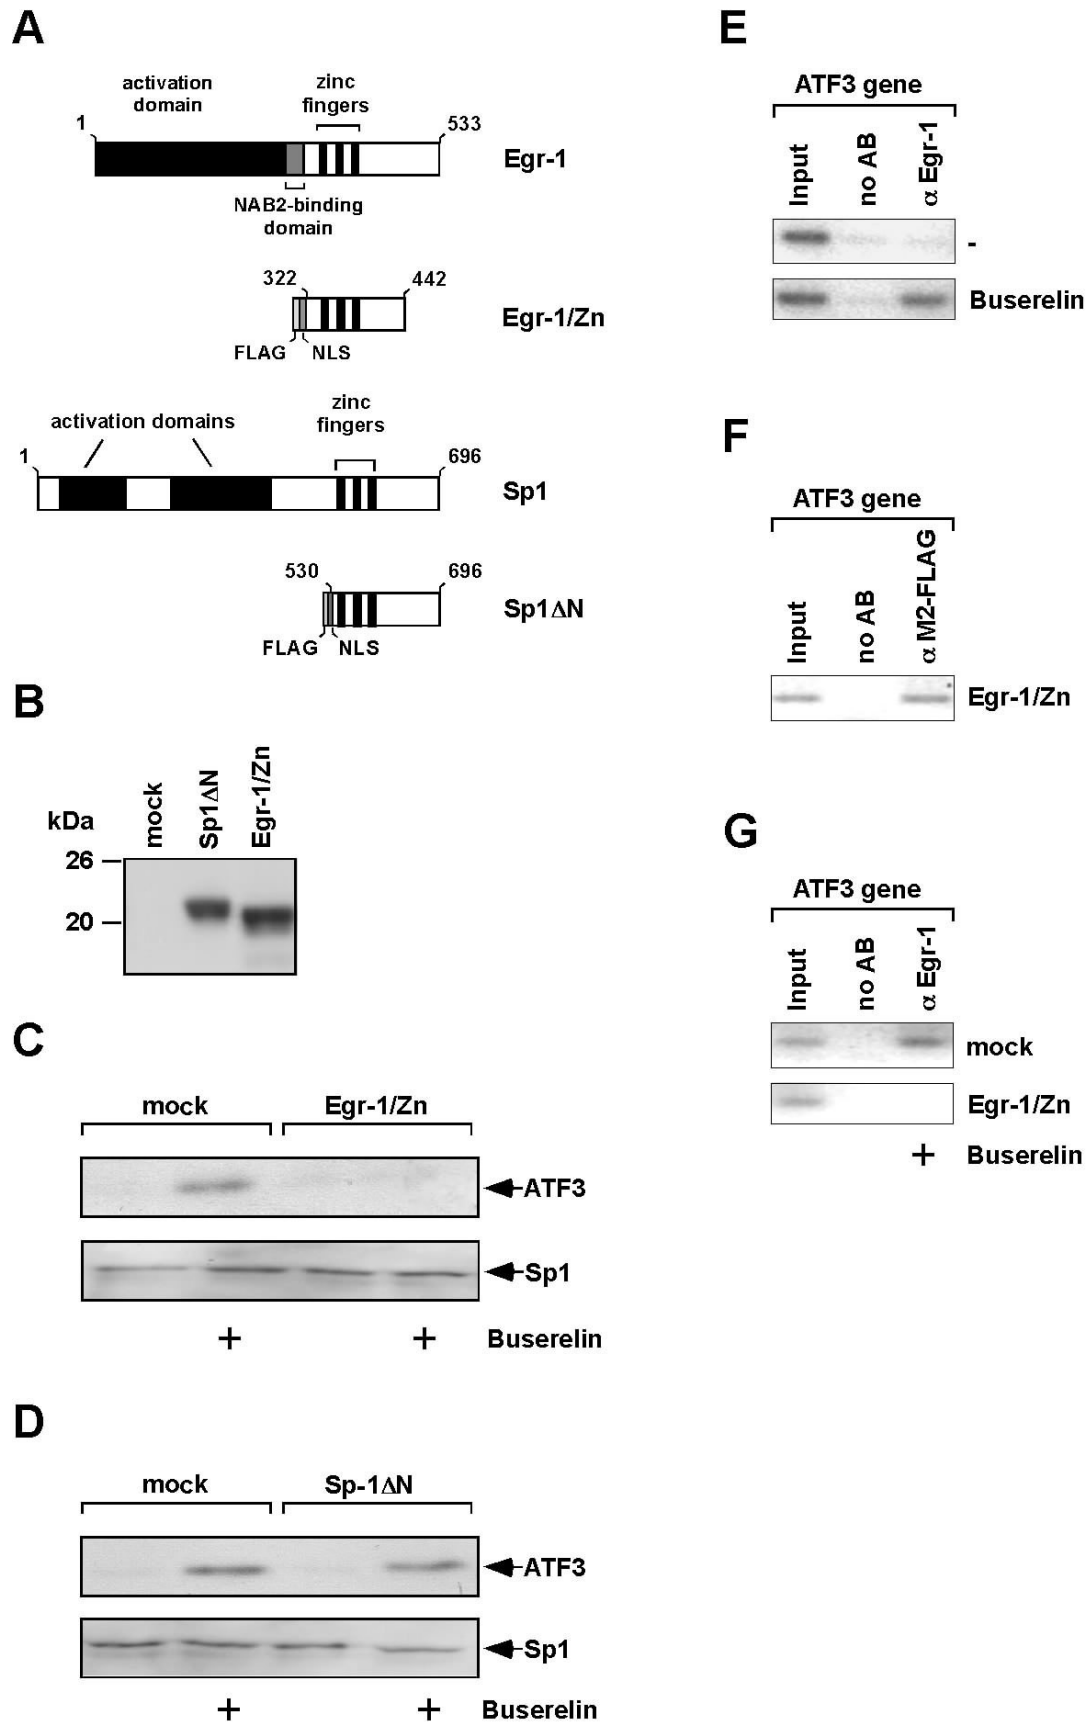 A
activation
domain
zinc
fingers
1
533
Egr-1
NAB2-binding
domain
322
442
Egr-1/Zn
FLAG
NLS
activation domains
zinc
fingers
1
696
Sp1
530
696
Sp1ΔN
FLAG
NLS
B
kDa
mock
Sp1ΔN
Egr-1/Zn
26
20
C
mock
Egr-1/Zn
ATF3
Sp1
+
+
Buserelin
D
mock
Sp-1ΔN
ATF3
Sp1
+
+
Buserelin
E
ATF3 gene
Input
no AB
α Egr-1
-
Buserelin
F
ATF3 gene
Input
no AB
α M2-FLAG
Egr-1/Zn
G
ATF3 gene
Input
no AB
α Egr-1
mock
Egr-1/Zn
+
Buserelin